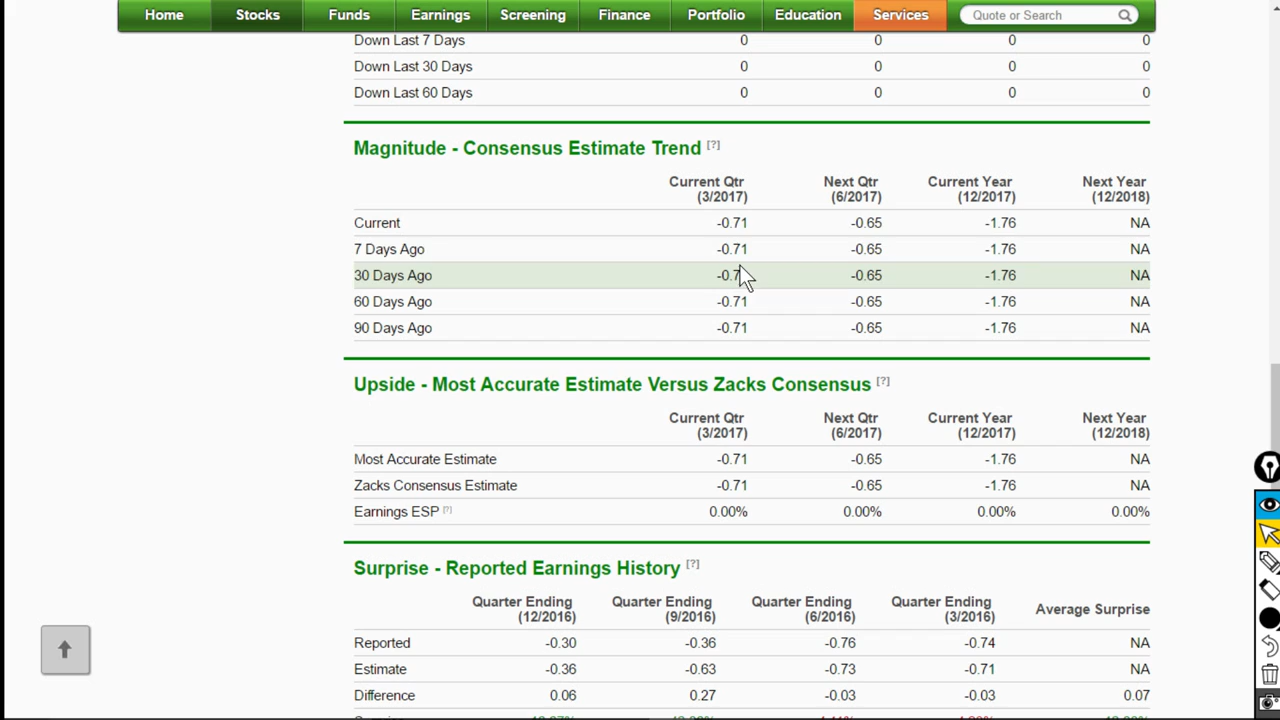 Home Stocks Funds Earnings Screening Finance Portfolio Education Services Quote or Search
Down Last 7 Days 0 0 0 0
Down Last 30 Days 0 0 0 0
Down Last 60 Days 0 0 0 0
Magnitude - Consensus Estimate Trend [?]
Current Qtr Next Qtr Current Year Next Year
(3/2017) (6/2017) (12/2017) (12/2018)
Current -0.71 -0.65 -1.76 NA
7 Days Ago -0.71 -0.65 -1.76 NA
30 Days Ago -0.7 -0.65 -1.76 NA
60 Days Ago -0.71 -0.65 -1.76 NA
90 Days Ago -0.71 -0.65 -1.76 NA
Upside - Most Accurate Estimate Versus Zacks Consensus [?]
Current Qtr Next Qtr Current Year Next Year
(3/2017) (6/2017) (12/2017) (12/2018)
Most Accurate Estimate -0.71 -0.65 -1.76 NA
Zacks Consensus Estimate -0.71 -0.65 -1.76 NA
Earnings ESP [?] 0.00% 0.00% 0.00% 0.00%
Surprise - Reported Earnings History [?]
Quarter Ending Quarter Ending Quarter Ending Quarter Ending Average Surprise
(12/2016) (9/2016) (6/2016) (3/2016)
Reported -0.30 -0.36 -0.76 -0.74 NA
Estimate -0.36 -0.63 -0.73 -0.71 NA
Difference 0.06 0.27 -0.03 -0.03 0.07